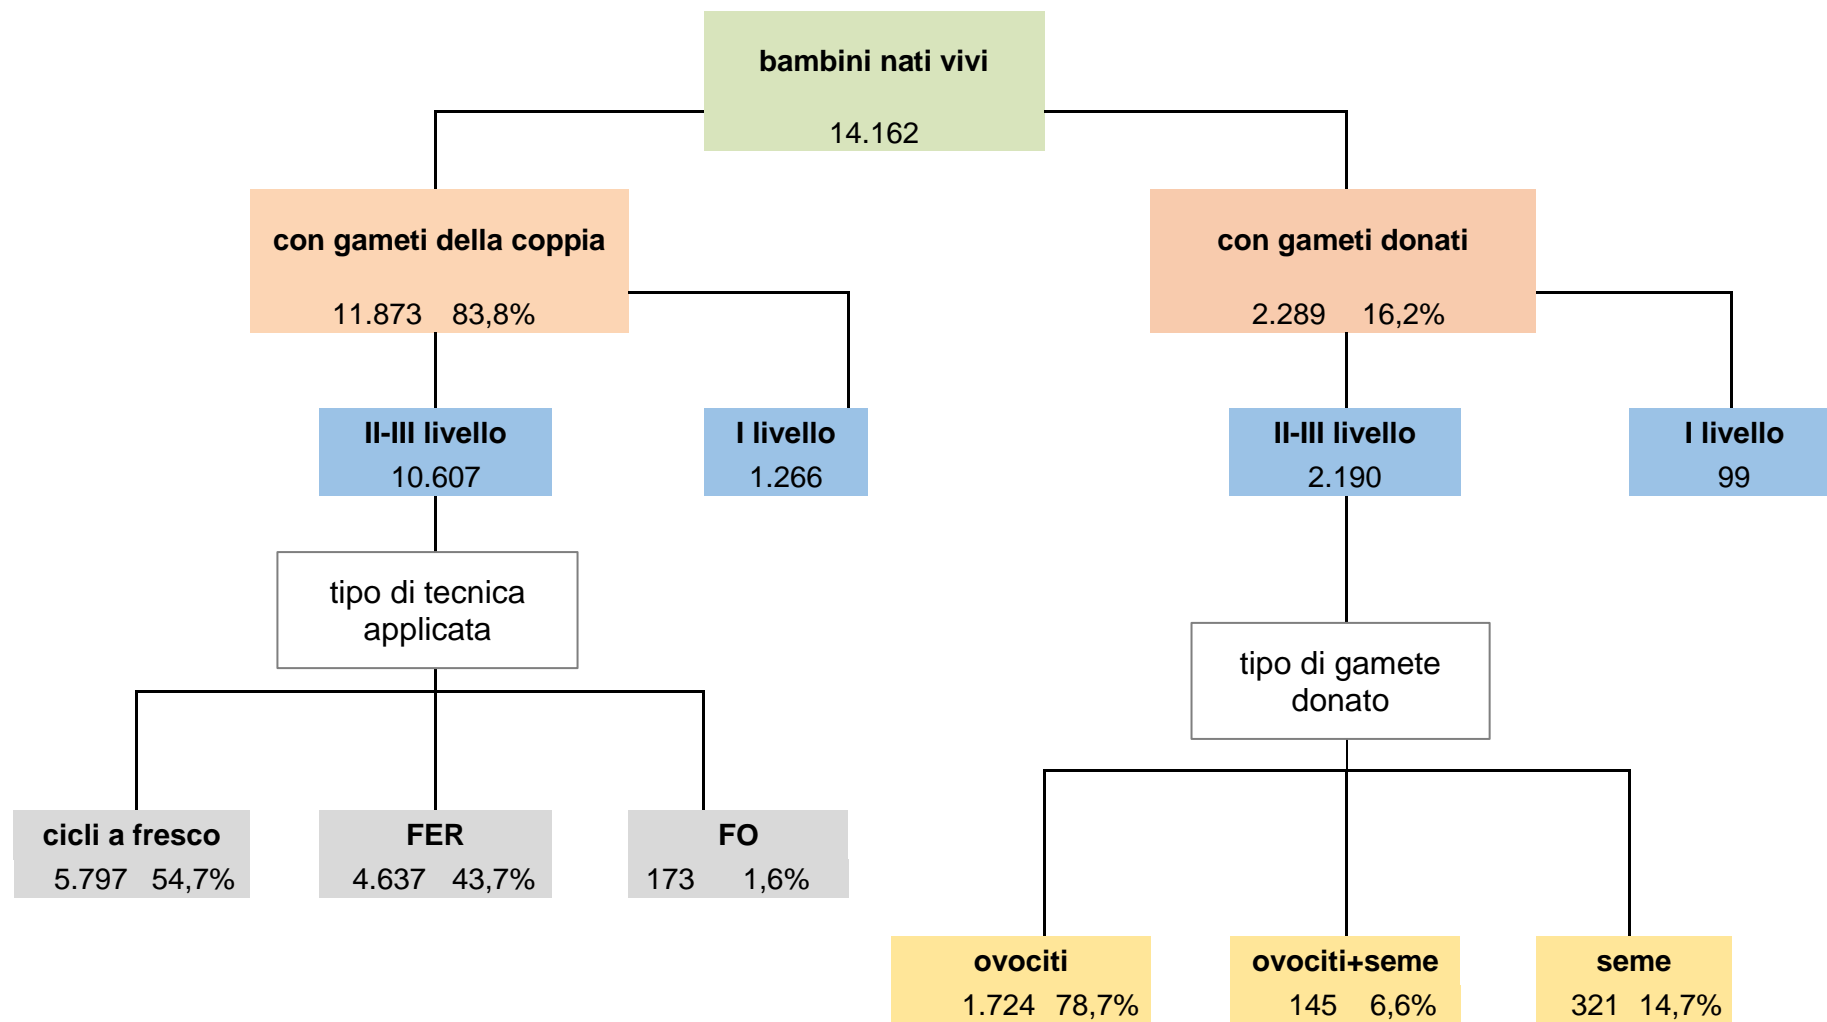 bambini nati vivi
14.162
con gameti della coppia
11.873 83,8%
con gameti donati
2.289 16,2%
II-III livello
10.607
I livello
1.266
II-III livello
2.190
I livello
99
tipo di tecnica
applicata
tipo di gamete
donato
cicli a fresco
5.797 54,7%
FER
4.637 43,7%
FO
173 1,6%
ovociti
1.724 78,7%
ovociti+seme
145 6,6%
seme
321 14,7%